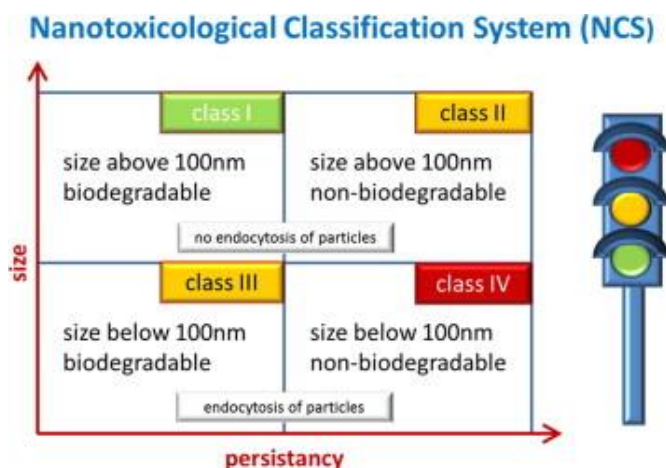 Nanotoxicological Classification System (NCS)
class I
class II
size above 100nm
biodegradable
size above 100nm
non-biodegradable
no endocytosis of particles
size
class III
class IV
size below 100nm
biodegradable
size below 100nm
non-biodegradable
endocytosis of particles
persistancy